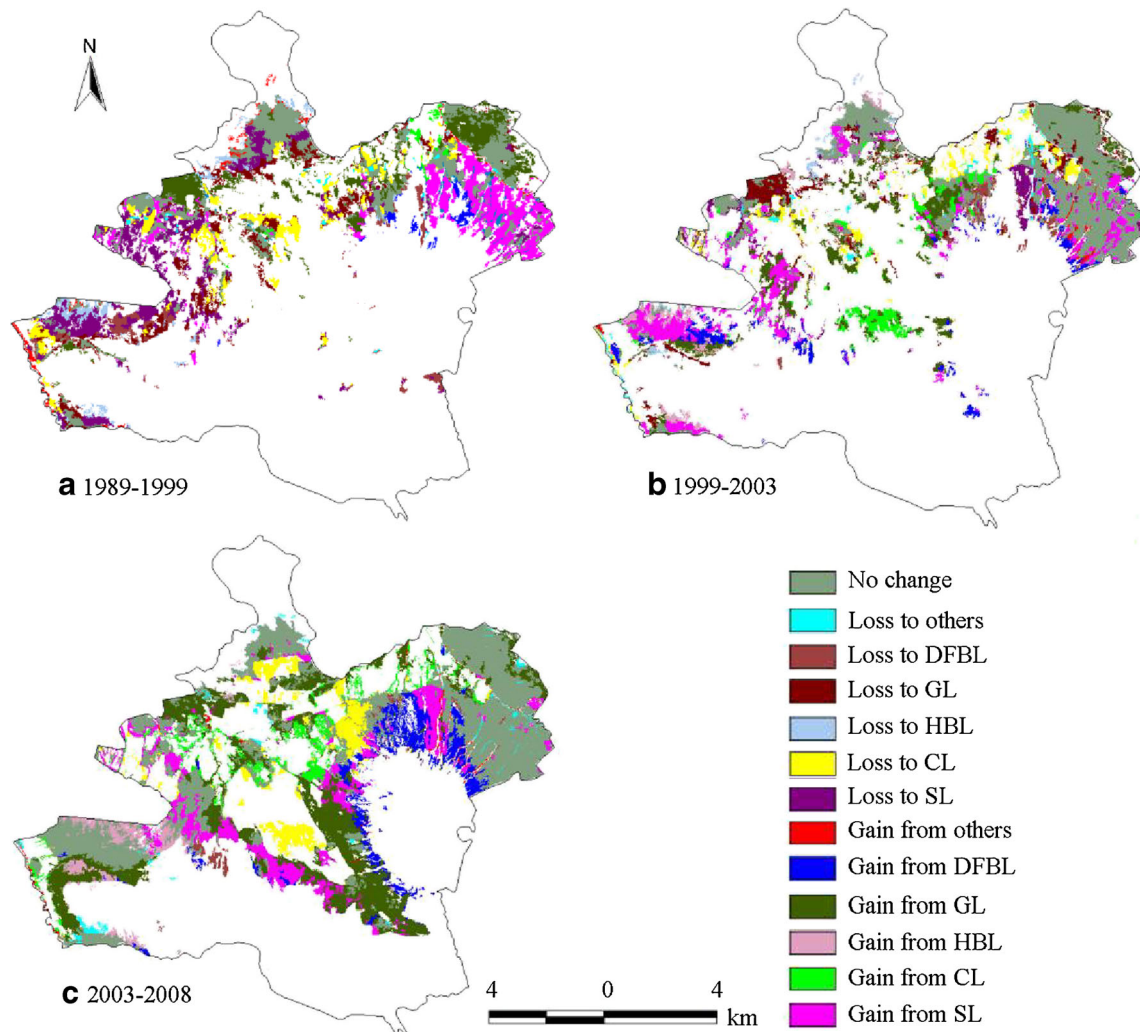 N
a 1989-1999
b 1999-2003
c 2003-2008
No change
Loss to others
Loss to DFBL
Loss to GL
Loss to HBL
Loss to CL
Loss to SL
Gain from others
Gain from DFBL
Gain from GL
Gain from HBL
Gain from CL
Gain from SL
4 0 4
km